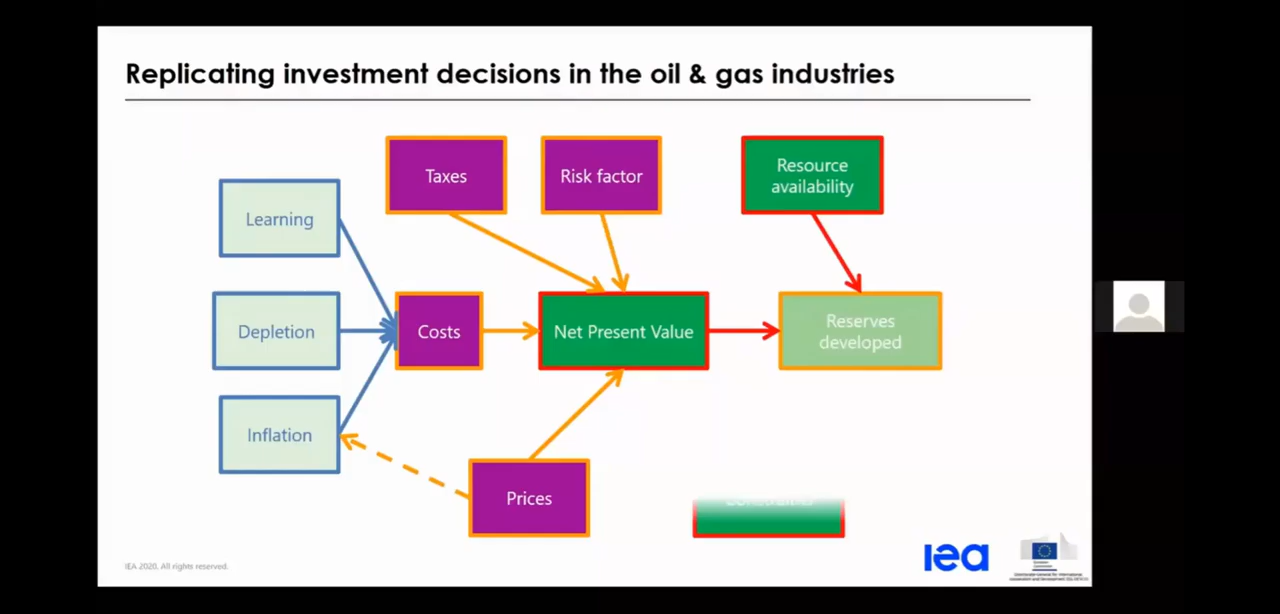 Replicating investment decisions in the oil & gas industries
Taxes
Risk factor
Resource
availability
Learning
Depletion
Costs
Net Present Value
Reserves
developed
Inflation
Prices
IEA 2020. All rights reserved.
iea